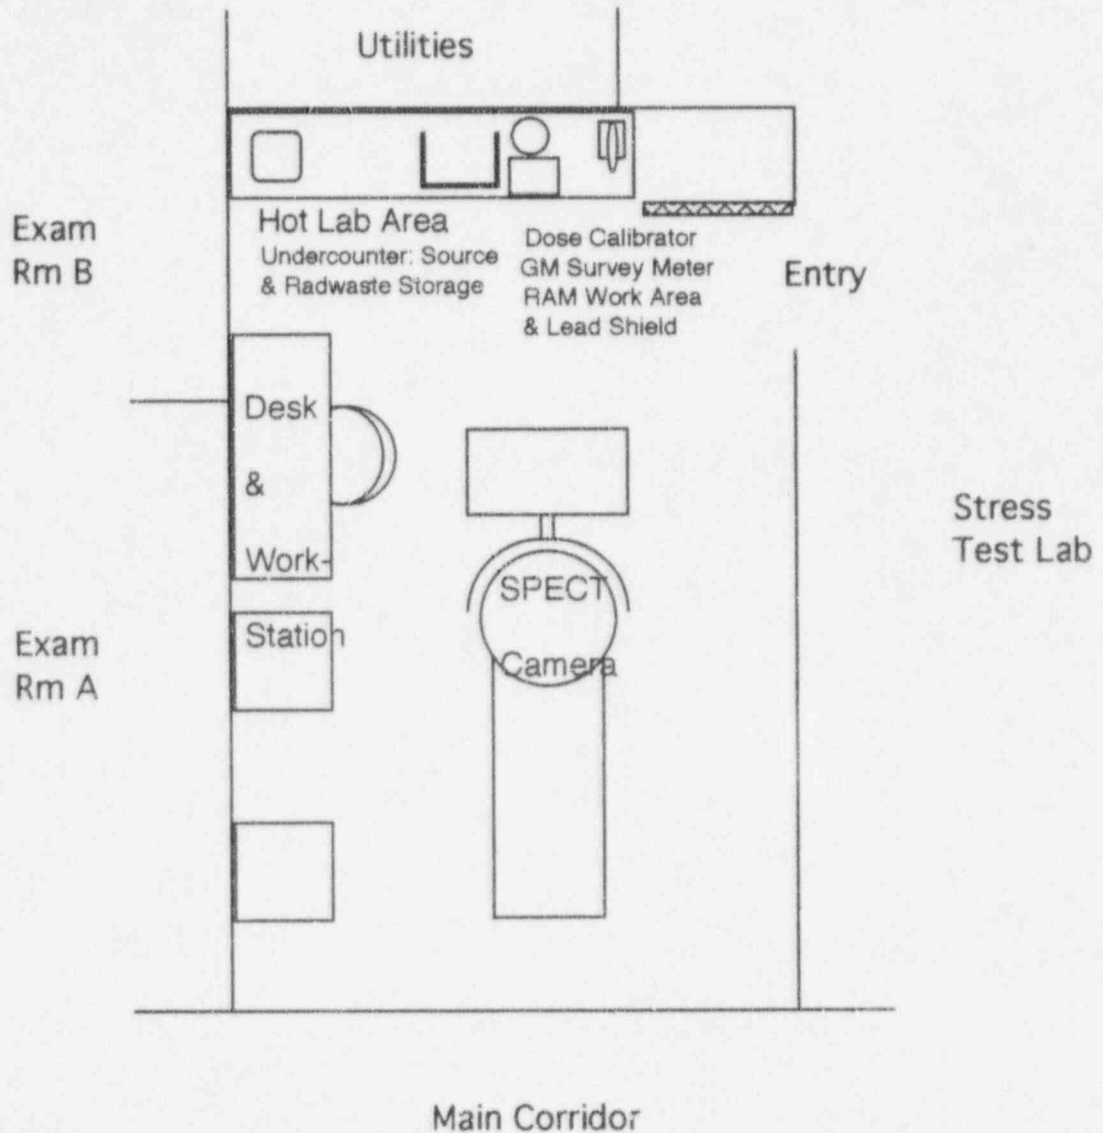 Utilities
Exam
Rm B
Hot Lab Area
Undercounter: Source
& Radwaste Storage
Dose Calibrator
GM Survey Meter
RAM Work Area
& Lead Shield
Entry
Desk
&
Work-
Station
SPECT
Camera
Stress
Test Lab
Exam
Rm A
Main Corridor